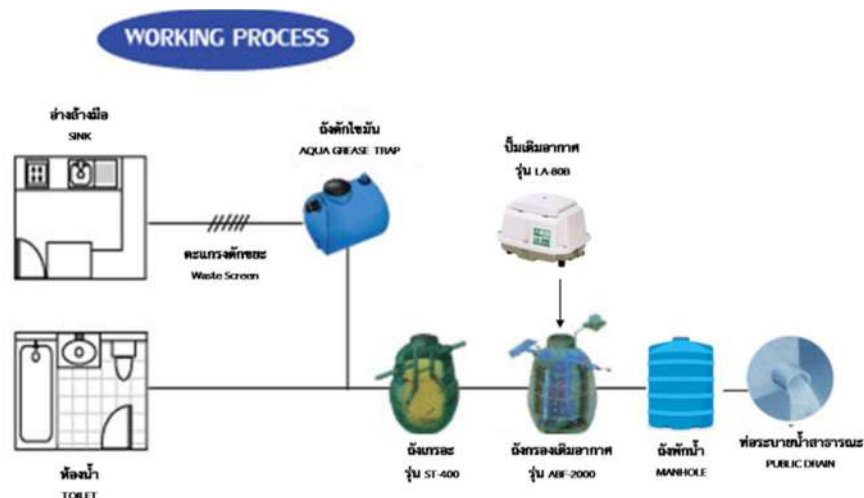 WORKING PROCESS
อ่างล้างมือ
SINK
ถังดักไขมัน
AQUA GREASE TRAP
ปั๊มเติมอากาศ
รุ่น LA-80B
ตะแกรงดักขยะ
Waste Screen
ถังเกรอะ
รุ่น ST-400
ถังกรองเติมอากาศ
รุ่น ABF-2000
ถังพักน้ำ
MANHOLE
ท่อระบายน้ำสาธารณะ
PUBLIC DRAIN
ห้องน้ำ
TOILET